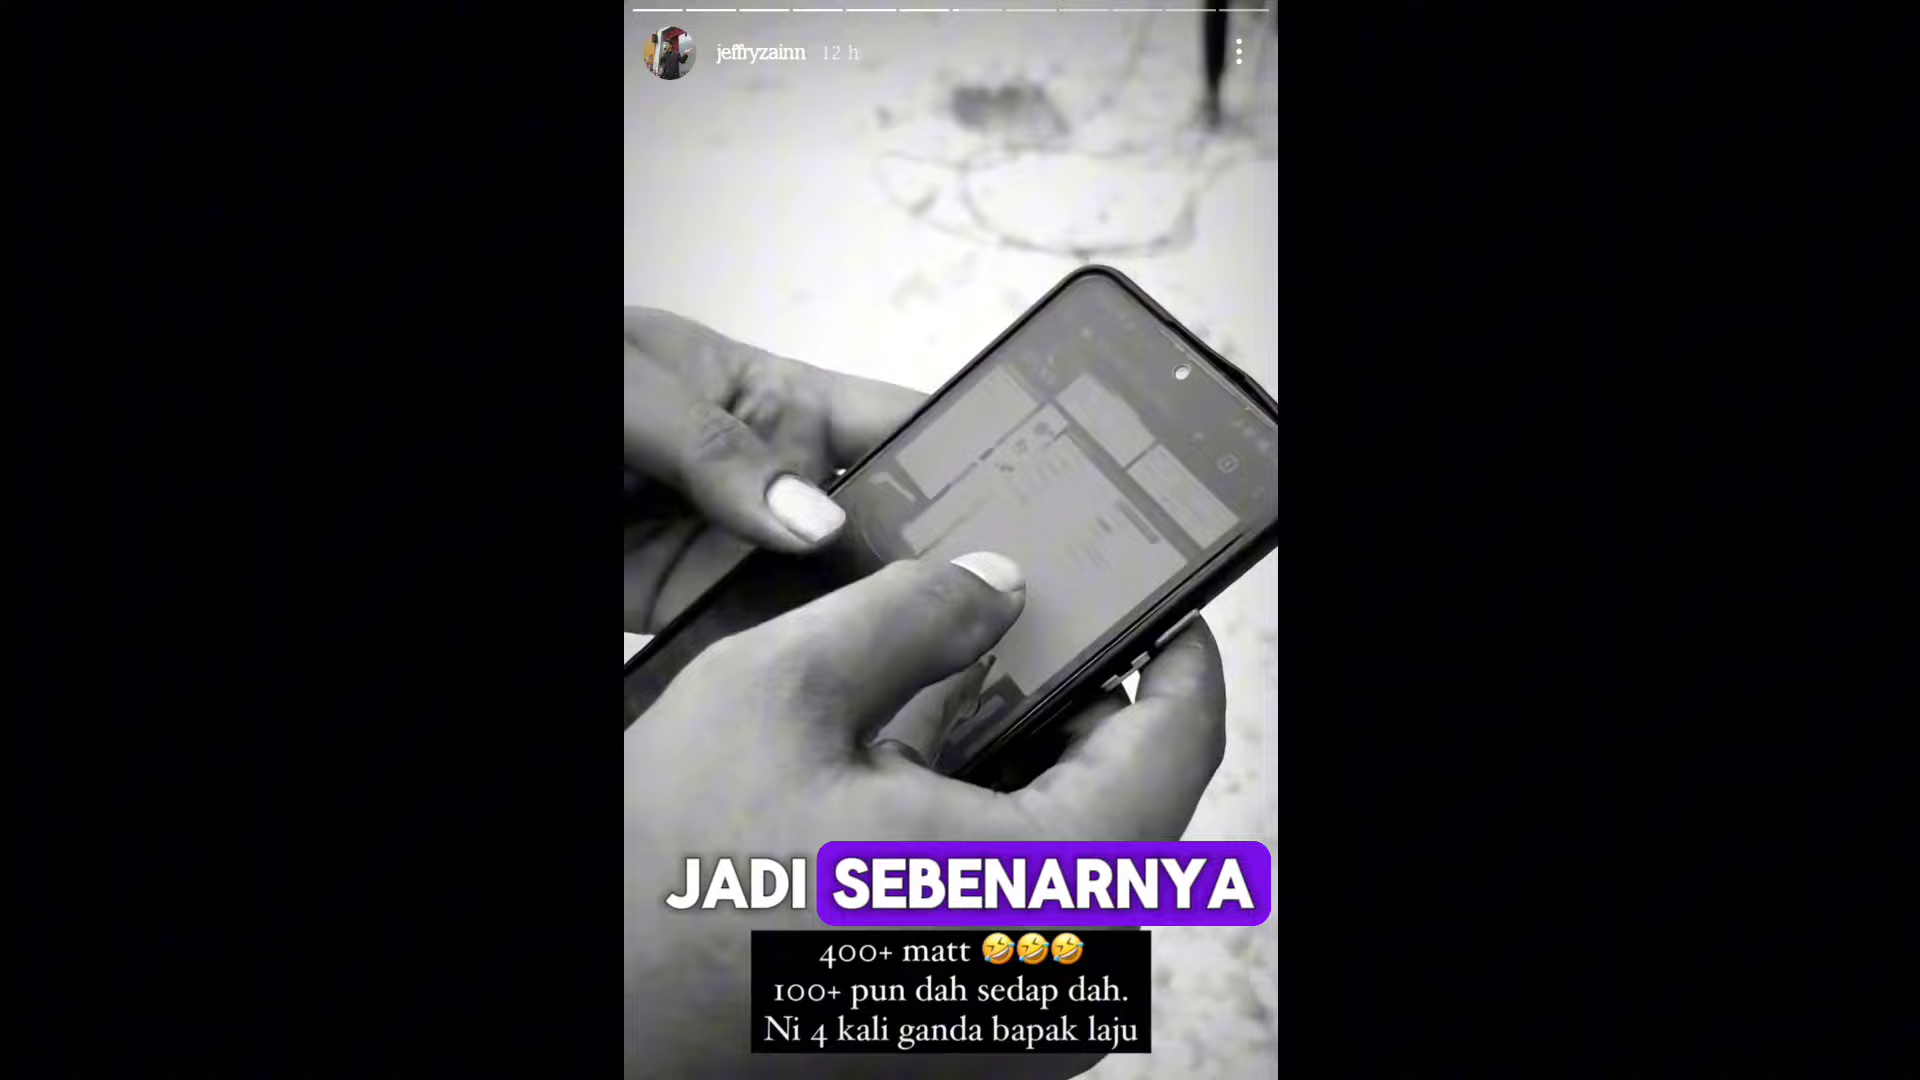 jeffryzainn 12 h
JADI SEBENARNYA
400+ matt 🤣🤣🤣
100+ pun dah sedap dah.
Ni 4 kali ganda bapak laju